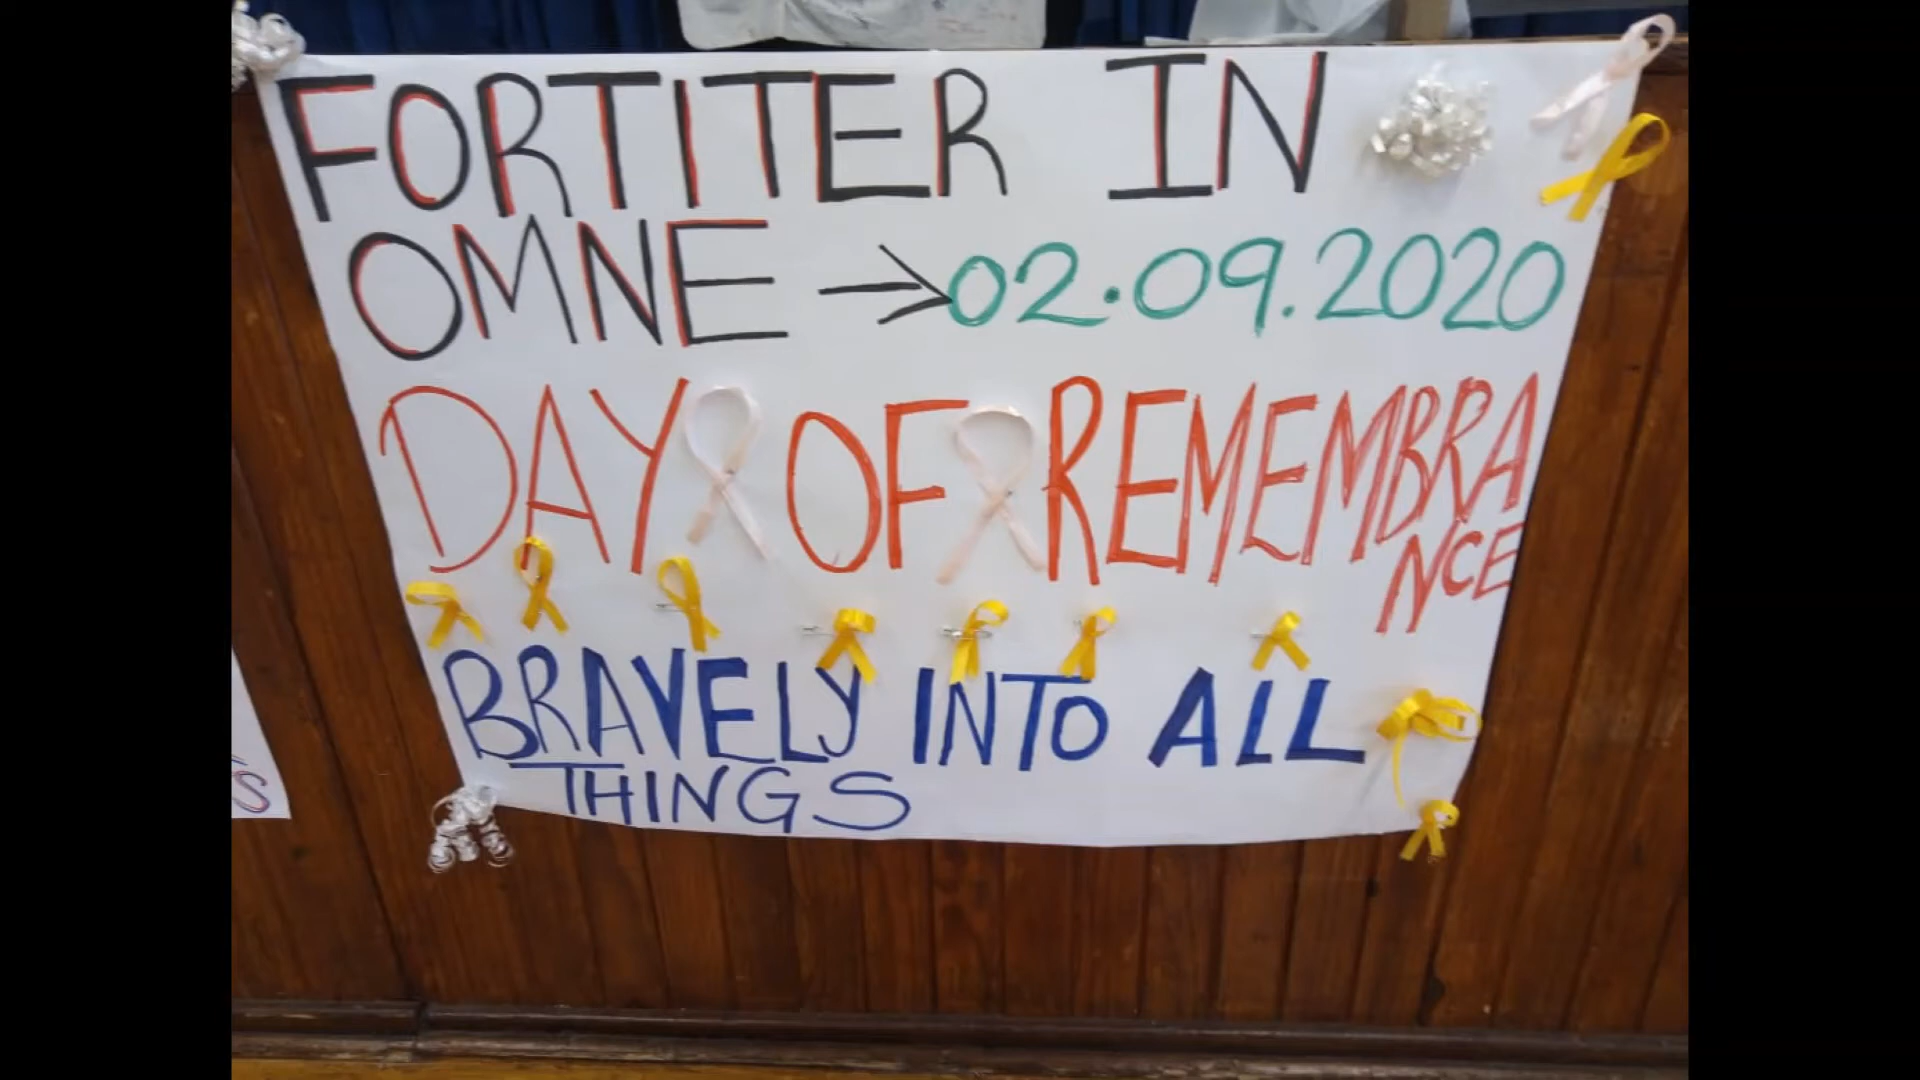 FORTITER IN
OMNE → 02.09.2020
DAY OF REMEMBRA
NCE
BRAVELY INTO ALL
THINGS
S